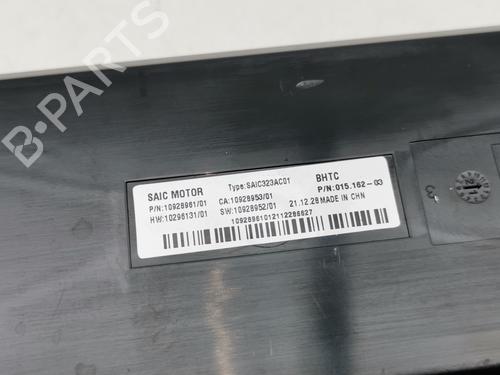 B-PARTS
SAIC MOTOR Type:SAIC323AC01 BHTC
P/N:10928961/01 CA:10928953/01 P/N:015.162-03
HW:10296131/01 SW:10928952/01 21.12.28 MADE IN CHN
10928961012112286627